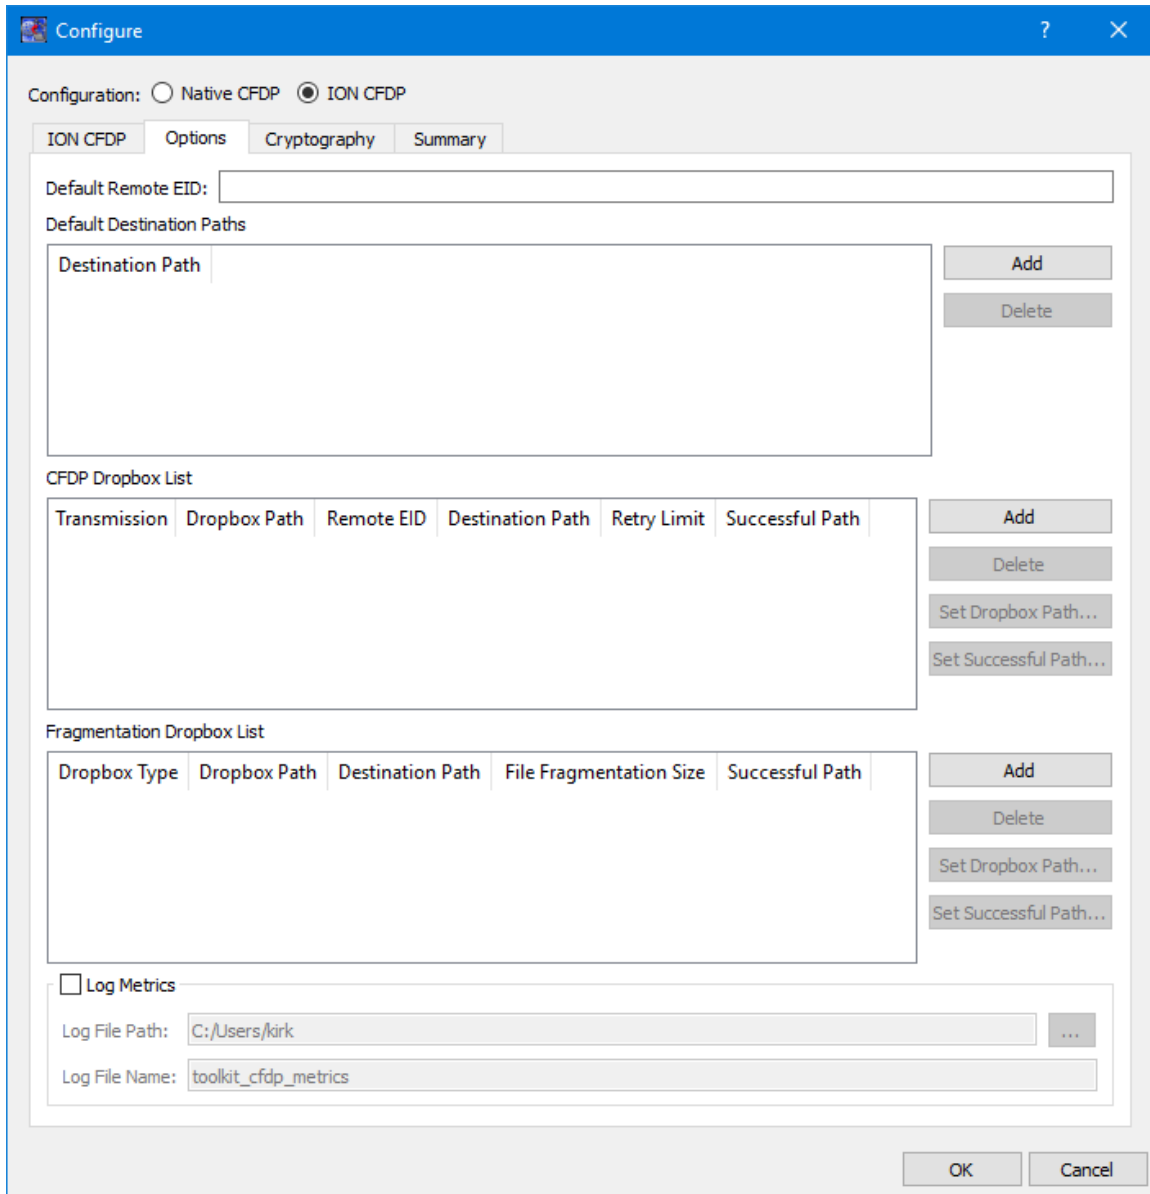 Configure ?
Configuration: Native CFDP ION CFDP
ION CFDP Options Cryptography Summary
Default Remote EID:
Default Destination Paths
Destination Path
Add
Delete
CFDP Dropbox List
Transmission Dropbox Path Remote EID Destination Path Retry Limit Successful Path
Add
Delete
Set Dropbox Path...
Set Successful Path...
Fragmentation Dropbox List
Dropbox Type Dropbox Path Destination Path File Fragmentation Size Successful Path
Add
Delete
Set Dropbox Path...
Set Successful Path...
Log Metrics
Log File Path: C:/Users/kirk ...
Log File Name: toolkit_cfdp_metrics
OK Cancel